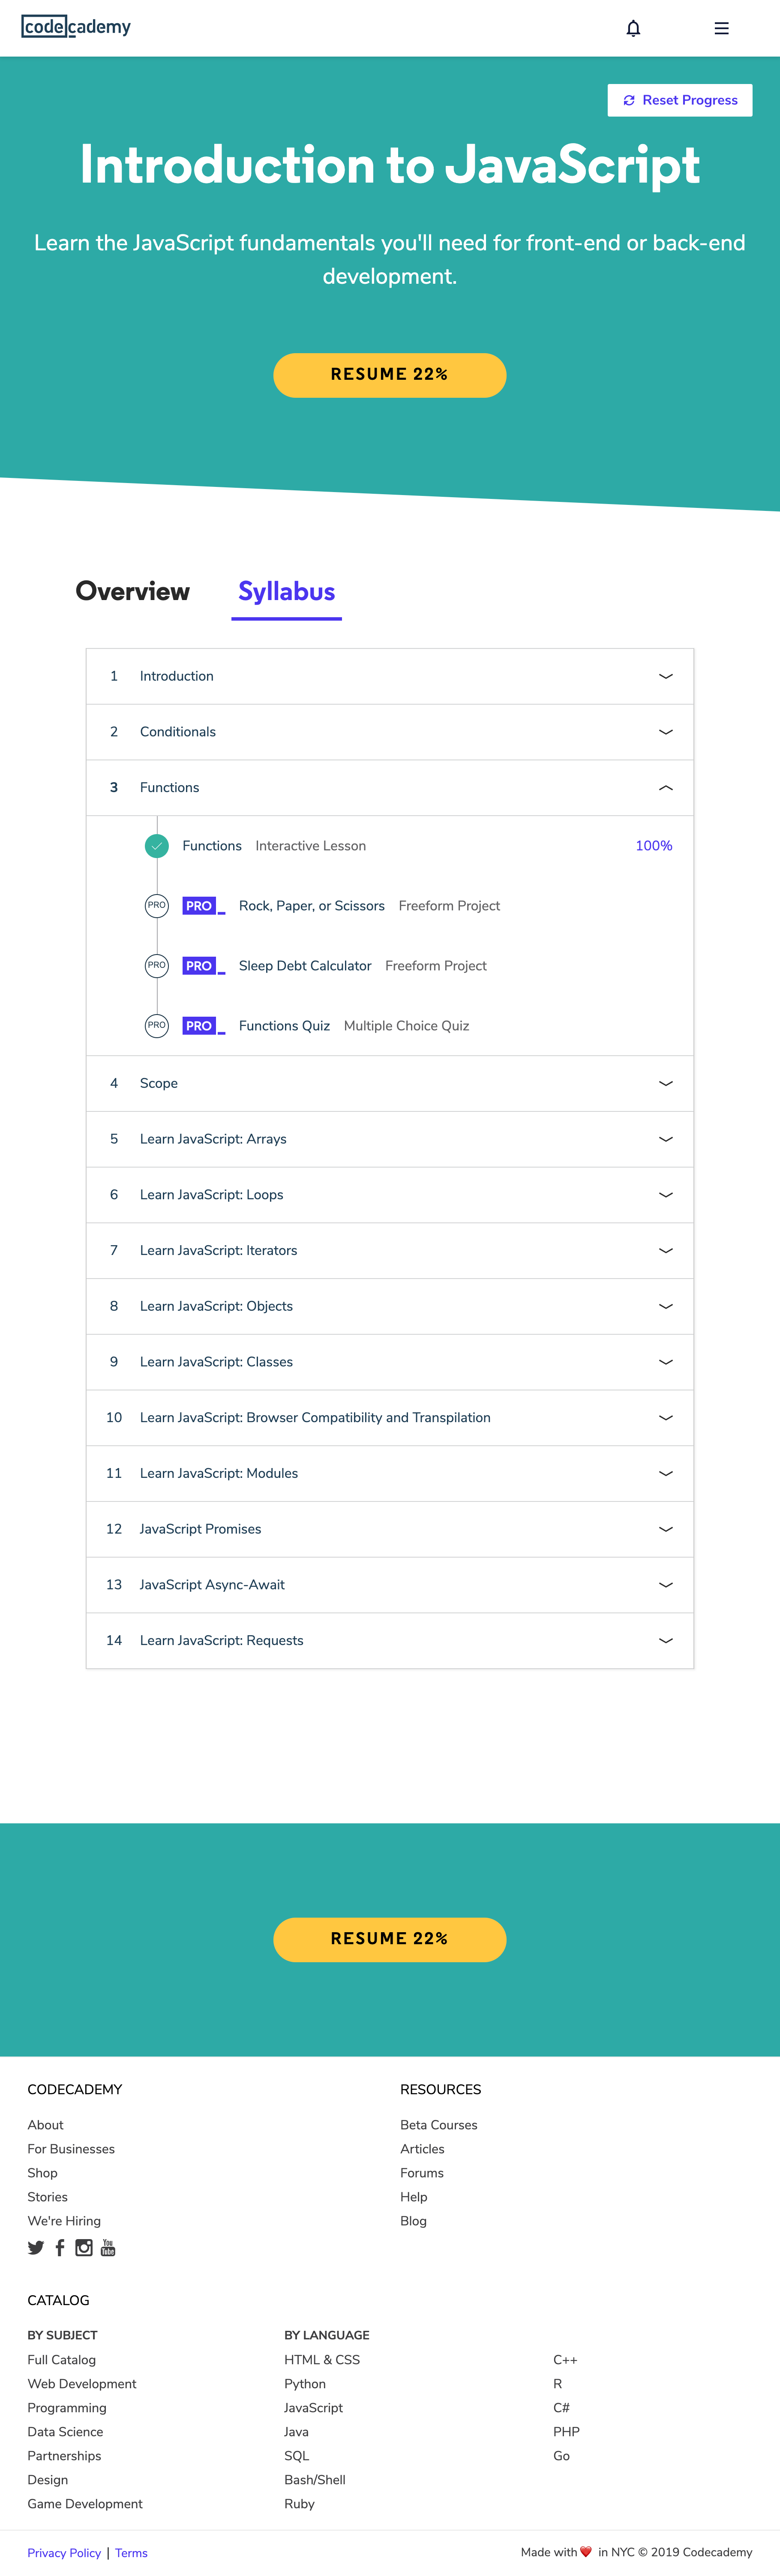 codecademy
Reset Progress
Introduction to JavaScript
Learn the JavaScript fundamentals you'll need for front-end or back-end
development.
RESUME 22%
Overview Syllabus
1 Introduction
2 Conditionals
3 Functions
Functions Interactive Lesson 100%
PRO PRO_ Rock, Paper, or Scissors Freeform Project
PRO PRO_ Sleep Debt Calculator Freeform Project
PRO PRO_ Functions Quiz Multiple Choice Quiz
4 Scope
5 Learn JavaScript: Arrays
6 Learn JavaScript: Loops
7 Learn JavaScript: Iterators
8 Learn JavaScript: Objects
9 Learn JavaScript: Classes
10 Learn JavaScript: Browser Compatibility and Transpilation
11 Learn JavaScript: Modules
12 JavaScript Promises
13 JavaScript Async-Await
14 Learn JavaScript: Requests
RESUME 22%
CODECADEMY
About
For Businesses
Shop
Stories
We're Hiring
You Tube
RESOURCES
Beta Courses
Articles
Forums
Help
Blog
CATALOG
BY SUBJECT
Full Catalog
Web Development
Programming
Data Science
Partnerships
Design
Game Development
BY LANGUAGE
HTML & CSS
Python
JavaScript
Java
SQL
Bash/Shell
Ruby
C++
R
C#
PHP
Go
Privacy Policy | Terms
Made with ❤️ in NYC © 2019 Codecademy